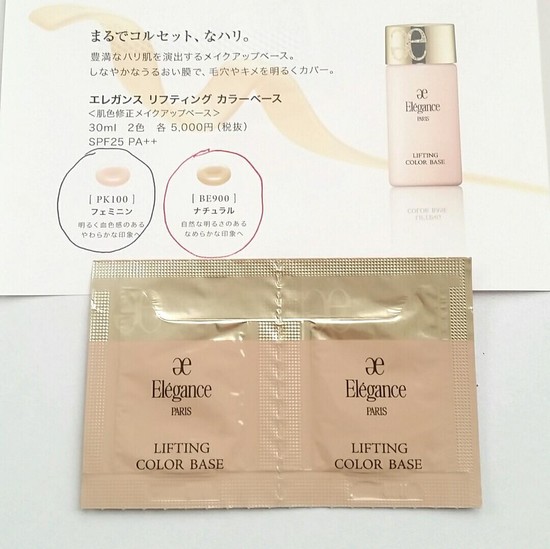 まるでコルセット、なハリ。
豊満なハリ肌を演出するメイクアップベース。
しなやかなうるおい膜で、毛穴やキメを明るくカバー。
エレガンス リフティング カラーベース
＜肌色修正メイクアップベース＞
30ml 2色 各 5,000円（税抜）
SPF25 PA++
[ PK100 ]
フェミニン
明るく血色感のある
やわらかな印象へ
[ BE900 ]
ナチュラル
自然な明るさのある
なめらかな印象へ
Elégance
PARIS
LIFTING
COLOR BASE
Elégance
PARIS
LIFTING
COLOR BASE
Elégance
PARIS
LIFTING
COLOR BASE